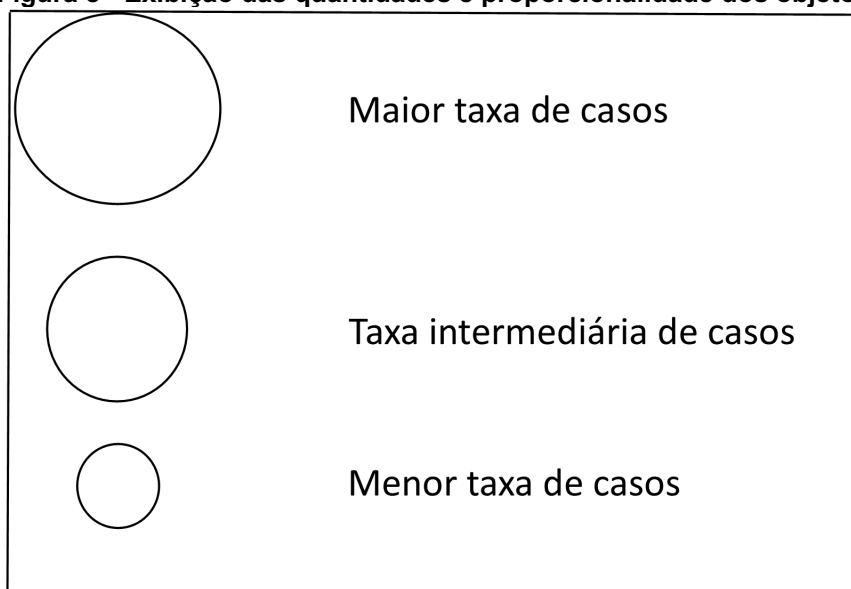 Exibição das quantidades e proporcionalidade dos
Maior taxa de casos
Taxa intermediária de casos
Menor taxa de casos